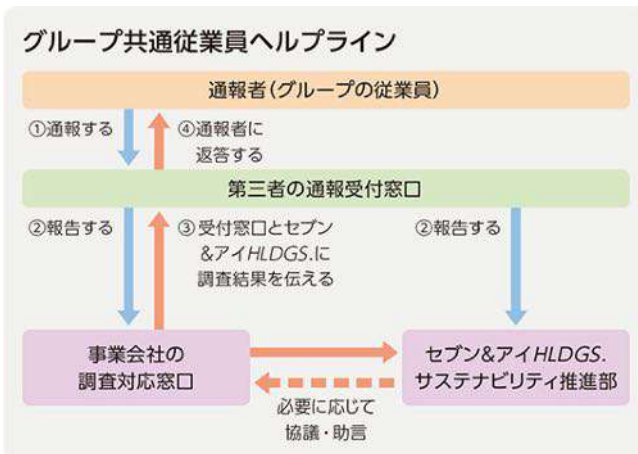 グループ共通従業員ヘルプライン
通報者(グループの従業員)
①通報する
④通報者に
返答する
第三者の通報受付窓口
②報告する
③受付窓口とセブン
&アイHLDGS.に
調査結果を伝える
②報告する
事業会社の
調査対応窓口
セブン&アイHLDGS.
サステナビリティ推進部
必要に応じて
協議・助言